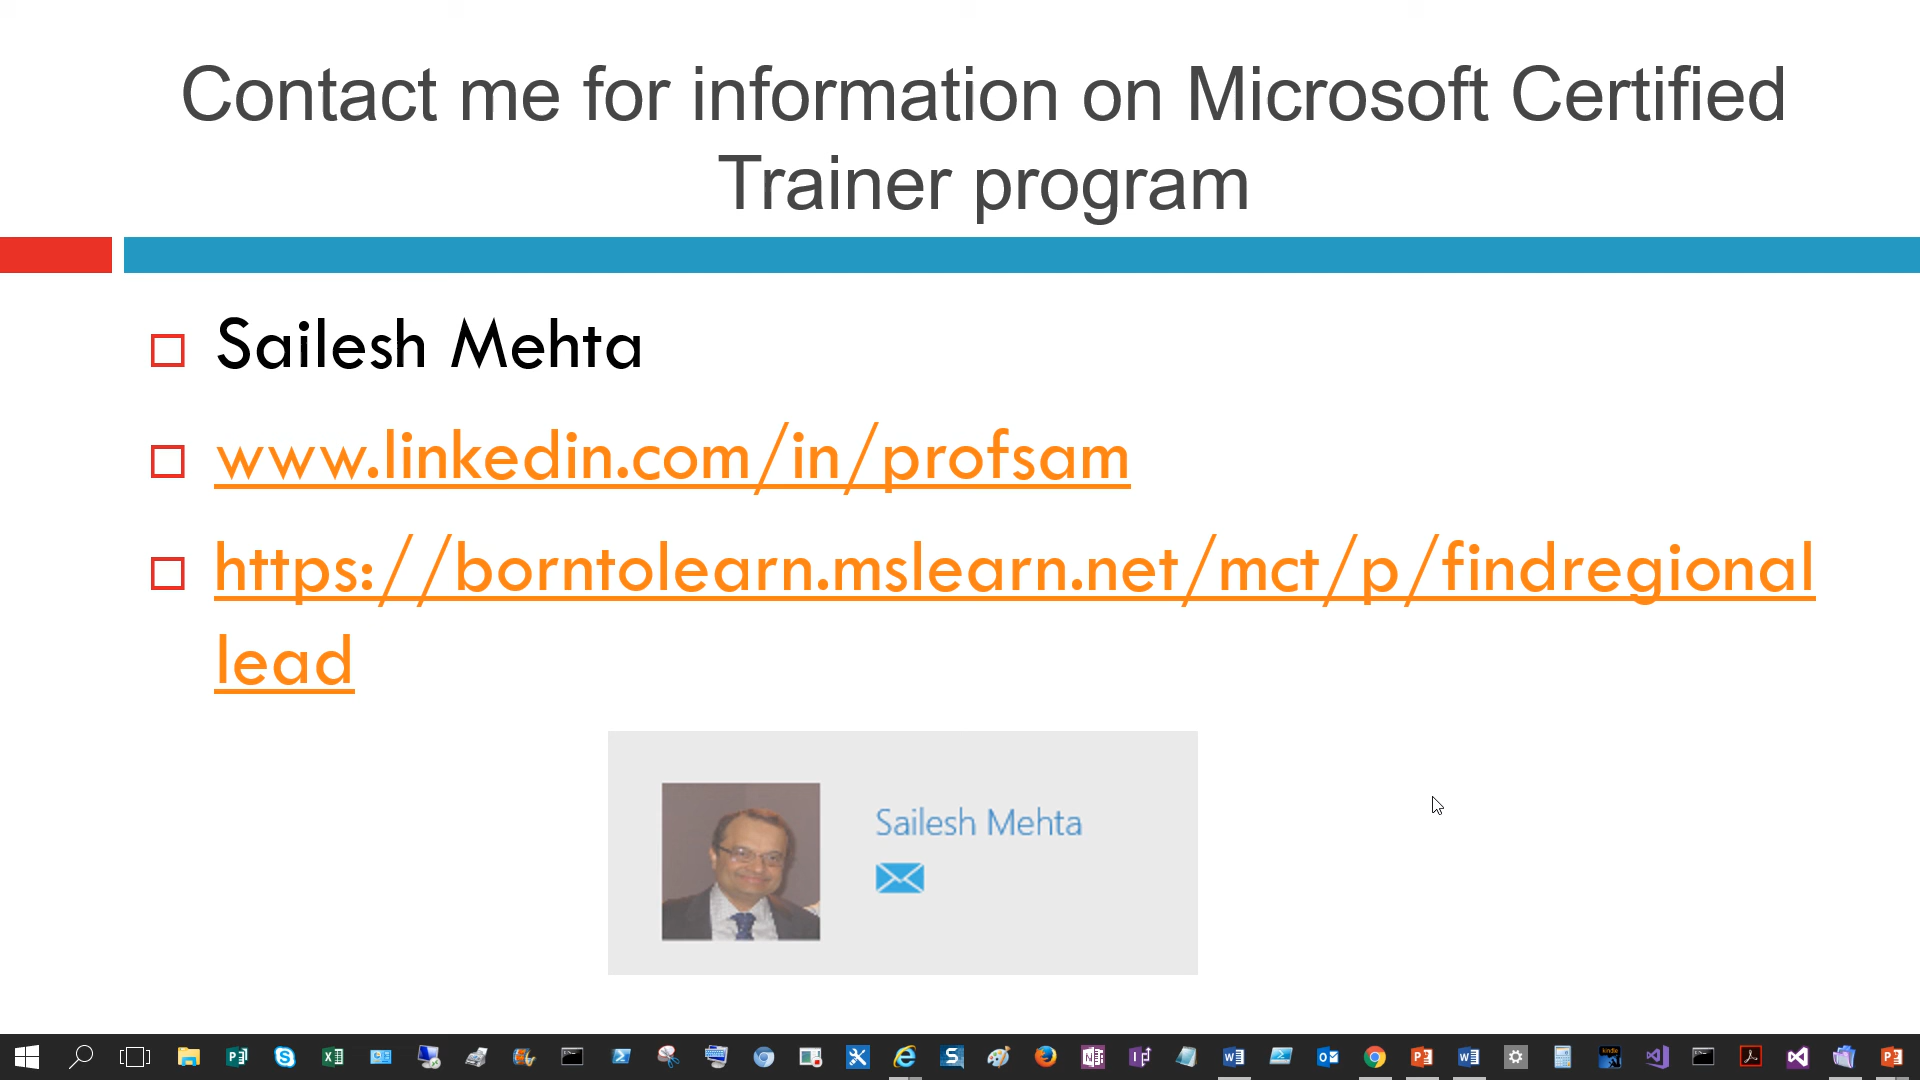 Contact me for information on Microsoft Certified
Trainer program
Sailesh Mehta
www.linkedin.com/in/profsam
https://borntolearn.mslearn.net/mct/p/findregional
lead
Sailesh Mehta